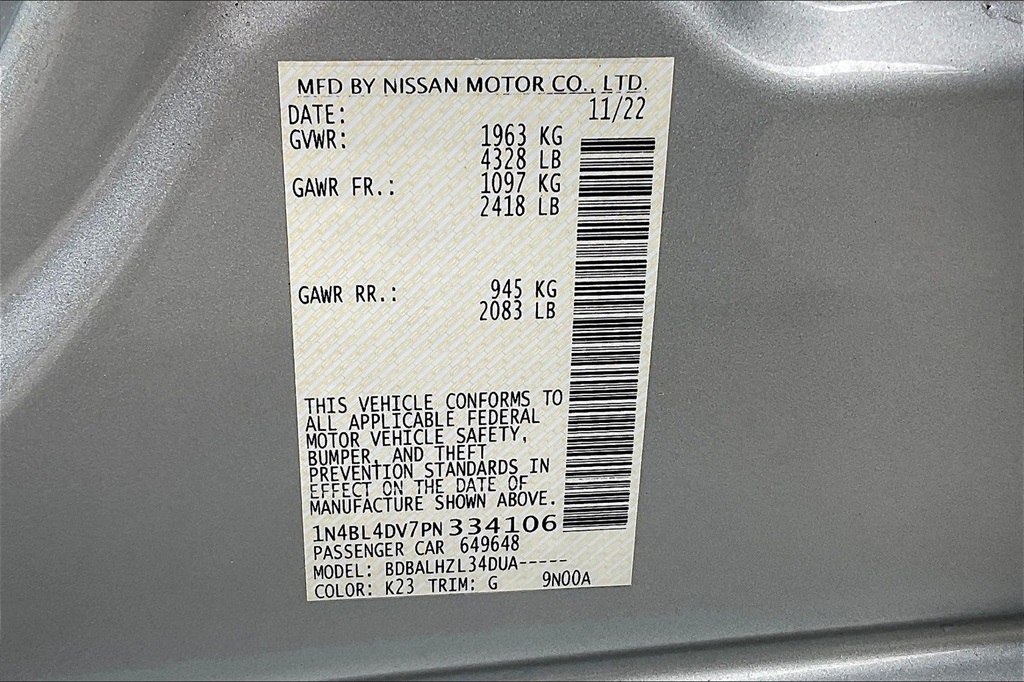 MFD BY NISSAN MOTOR CO., LTD.
DATE: 11/22
GVWR: 1963 KG
4328 LB
GAWR FR.: 1097 KG
2418 LB
GAWR RR.: 945 KG
2083 LB
THIS VEHICLE CONFORMS TO
ALL APPLICABLE FEDERAL
MOTOR VEHICLE SAFETY,
BUMPER, AND THEFT
PREVENTION STANDARDS IN
EFFECT ON THE DATE OF
MANUFACTURE SHOWN ABOVE.
1N4BL4DV7PN334106
PASSENGER CAR 649648
MODEL: BDBALHZL34DUA-----
COLOR: K23 TRIM: G 9N00A